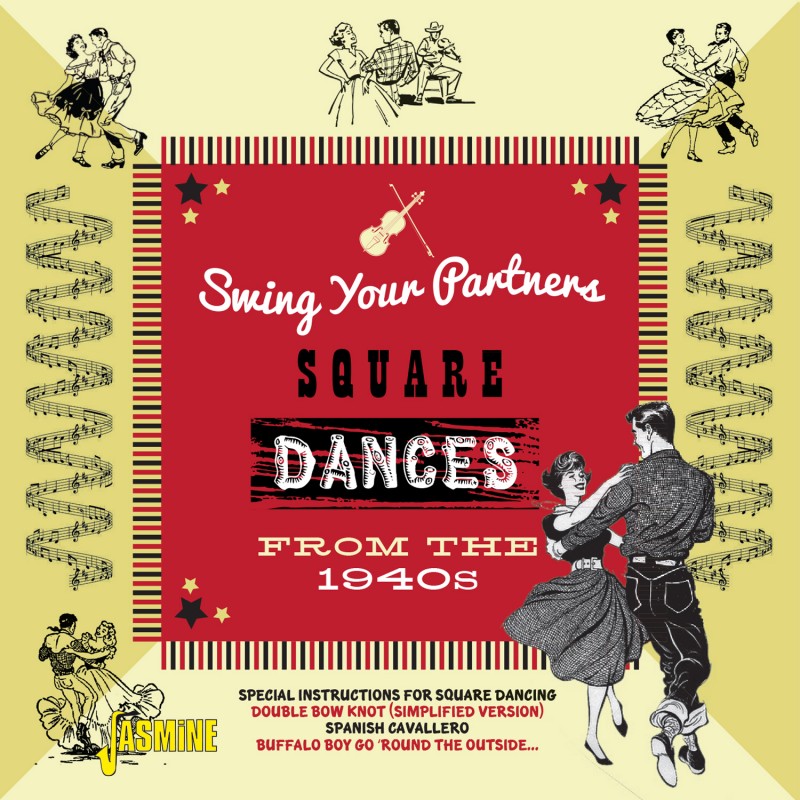 Swing Your Partners
SQUARE
DANCES
FROM THE
1940s
SPECIAL INSTRUCTIONS FOR SQUARE DANCING
DOUBLE BOW KNOT (SIMPLIFIED VERSION)
SPANISH CAVALLERO
BUFFALO BOY GO 'ROUND THE OUTSIDE...
JASMiNE